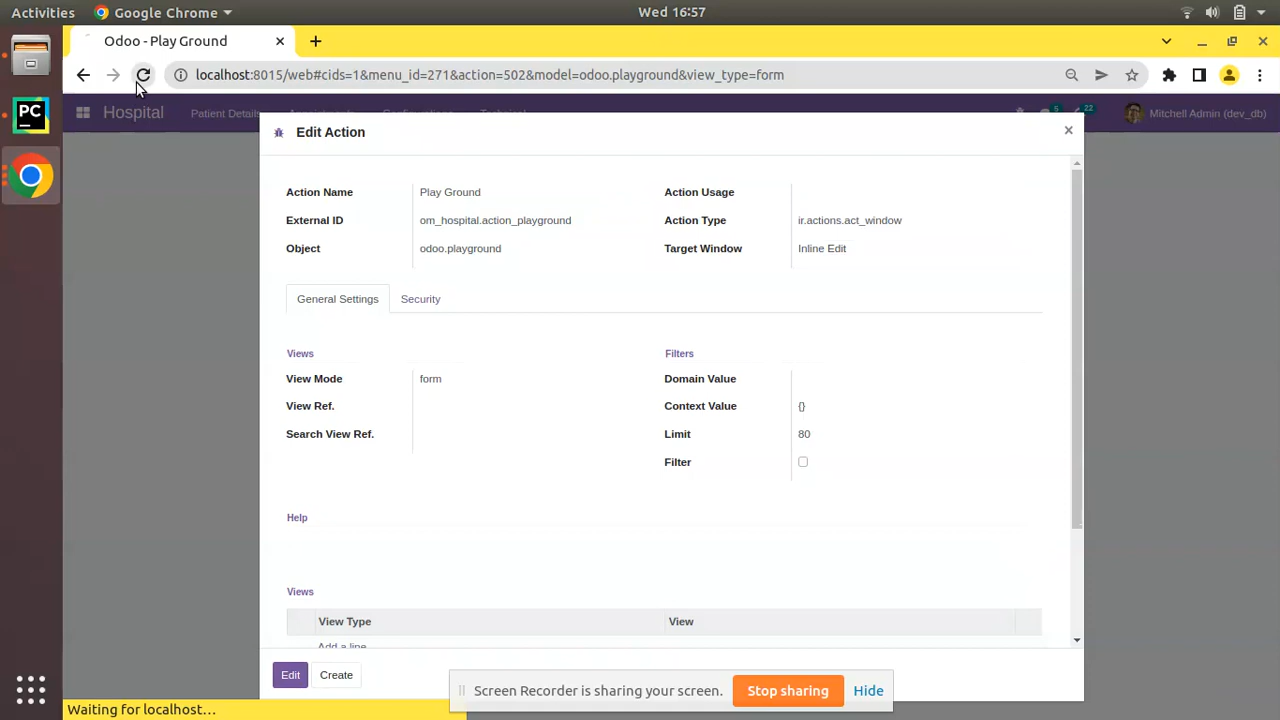 Activities
Google Chrome
Wed 16:57
Odoo - Play Ground
localhost:8015/web#cids=1&menu_id=271&action=502&model=odoo.playground&view_type=form
Hospital
Patient Details
Technical
5
22
Mitchell Admin (dev_db)
Edit Action
Action Name
Play Ground
Action Usage
External ID
om_hospital.action_playground
Action Type
ir.actions.act_window
Object
odoo.playground
Target Window
Inline Edit
General Settings
Security
Views
Filters
View Mode
form
Domain Value
View Ref.
Context Value
{}
Search View Ref.
Limit
80
Filter
Help
Views
View Type
View
Add a line
Edit
Create
Screen Recorder is sharing your screen.
Stop sharing
Hide
Waiting for localhost…
PC